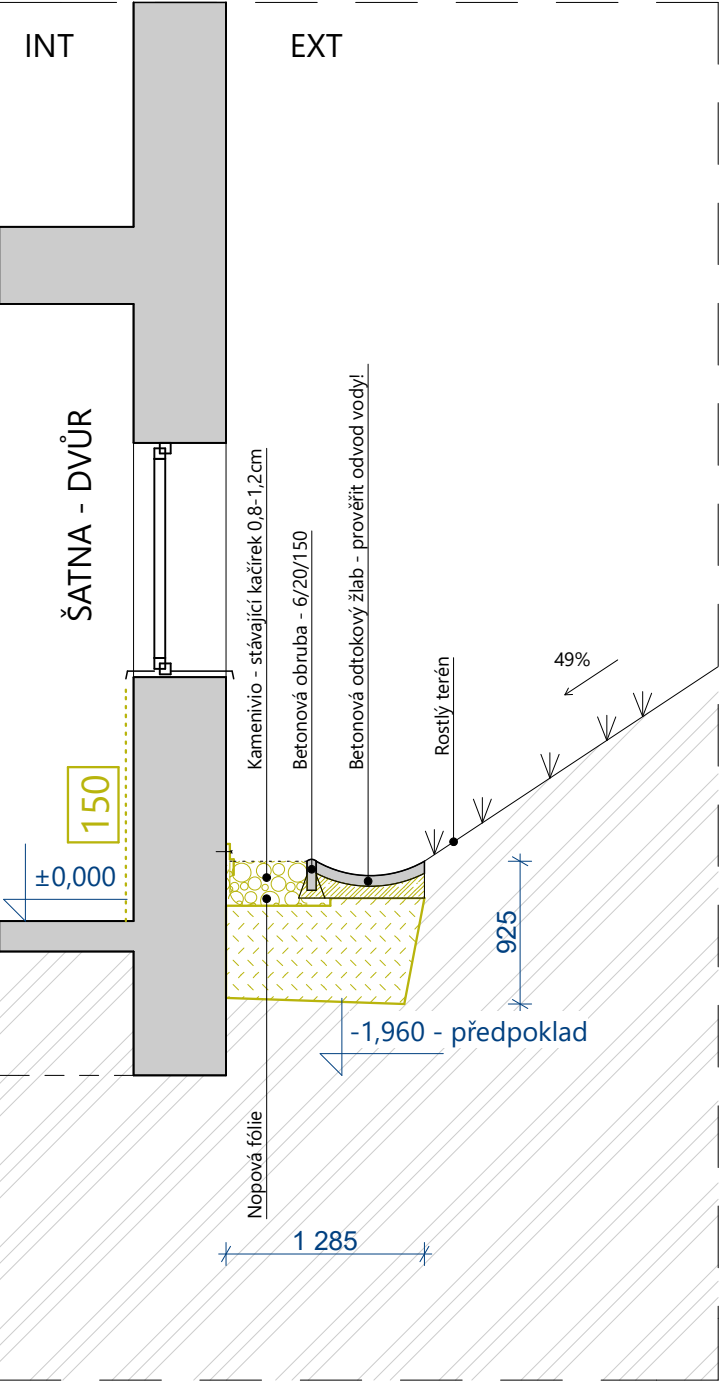 INT
EXT
ŠATNA - DVŮR
Kamenivio - stávající kačírek 0,8-1,2cm
Betonová obruba - 6/20/150
Betonová odtokový žlab - prověřit odvod vody!
Rostlý terén
49%
150
±0,000
925
-1,960 - předpoklad
Nopová fólie
1 285